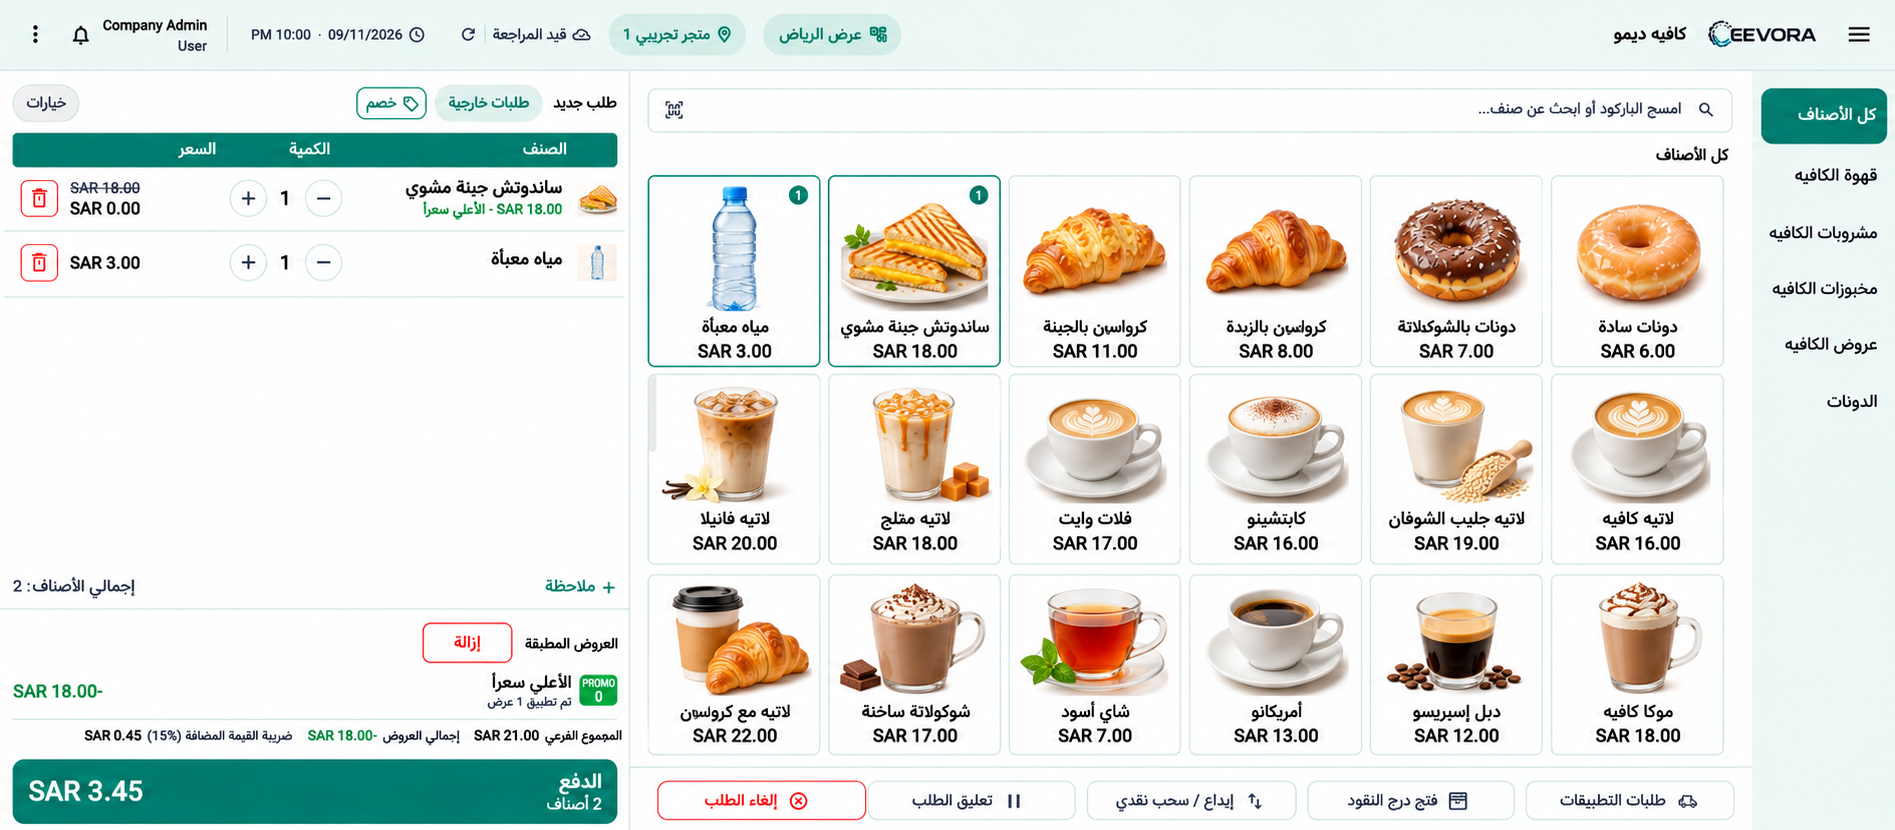 CEEVORA
كافيه ديمو
عرض الرياض
متجر تجريبي 1
قيد المراجعة
09/11/2026 · 10:00 PM
Company Admin
User
كل الأصناف
قهوة الكافيه
مشروبات الكافيه
مخبوزات الكافيه
عروض الكافيه
الدونات
امسح الباركود أو ابحث عن صنف...
كل الأصناف
دونات سادة
SAR 6.00
دونات بالشوكلاتة
SAR 7.00
كرواسون بالزبدة
SAR 8.00
كرواسون بالجبنة
SAR 11.00
1
ساندوتش جبنة مشوي
SAR 18.00
1
مياه معبأة
SAR 3.00
لاتيه كافيه
SAR 16.00
لاتيه حليب الشوفان
SAR 19.00
كابتشينو
SAR 16.00
فلات وايت
SAR 17.00
لاتيه مثلج
SAR 18.00
لاتيه فانيلا
SAR 20.00
موكا كافيه
SAR 18.00
دبل إسبريسو
SAR 12.00
أمريكانو
SAR 13.00
شاي أسود
SAR 7.00
شوكولاتة ساخنة
SAR 17.00
لاتيه مع كرواسون
SAR 22.00
طلبات التطبيقات
فتح درج النقود
إيداع / سحب نقدي
تعليق الطلب
إلغاء الطلب
طلب جديد
طلبات خارجية
خصم
خيارات
الصنف
الكمية
السعر
ساندوتش جبنة مشوي
SAR 18.00 - الأعلي سعراً
1
SAR 18.00
SAR 0.00
مياه معبأة
1
SAR 3.00
+ ملاحظة
إجمالي الأصناف: 2
العروض المطبقة
إزالة
PROMO
0
الأعلي سعراً
تم تطبيق 1 عرض
SAR 18.00-
المجموع الفرعي SAR 21.00
إجمالي العروض SAR 18.00-
ضريبة القيمة المضافة (15%) SAR 0.45
الدفع
2 أصناف
SAR 3.45